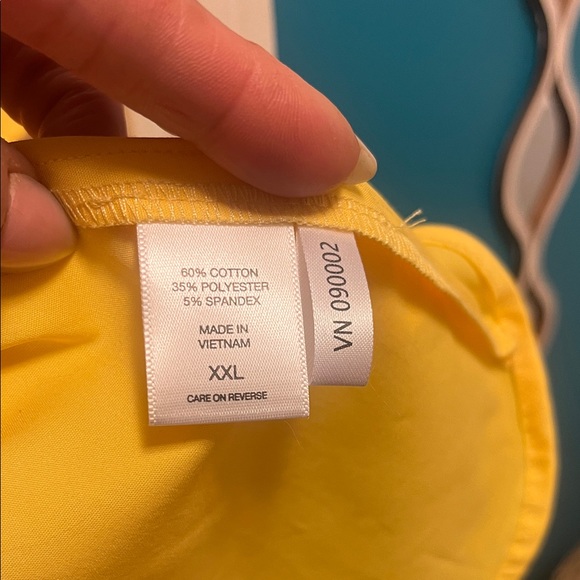 60% COTTON
35% POLYESTER
5% SPANDEX
MADE IN
VIETNAM
XXL
CARE ON REVERSE
VN 090002